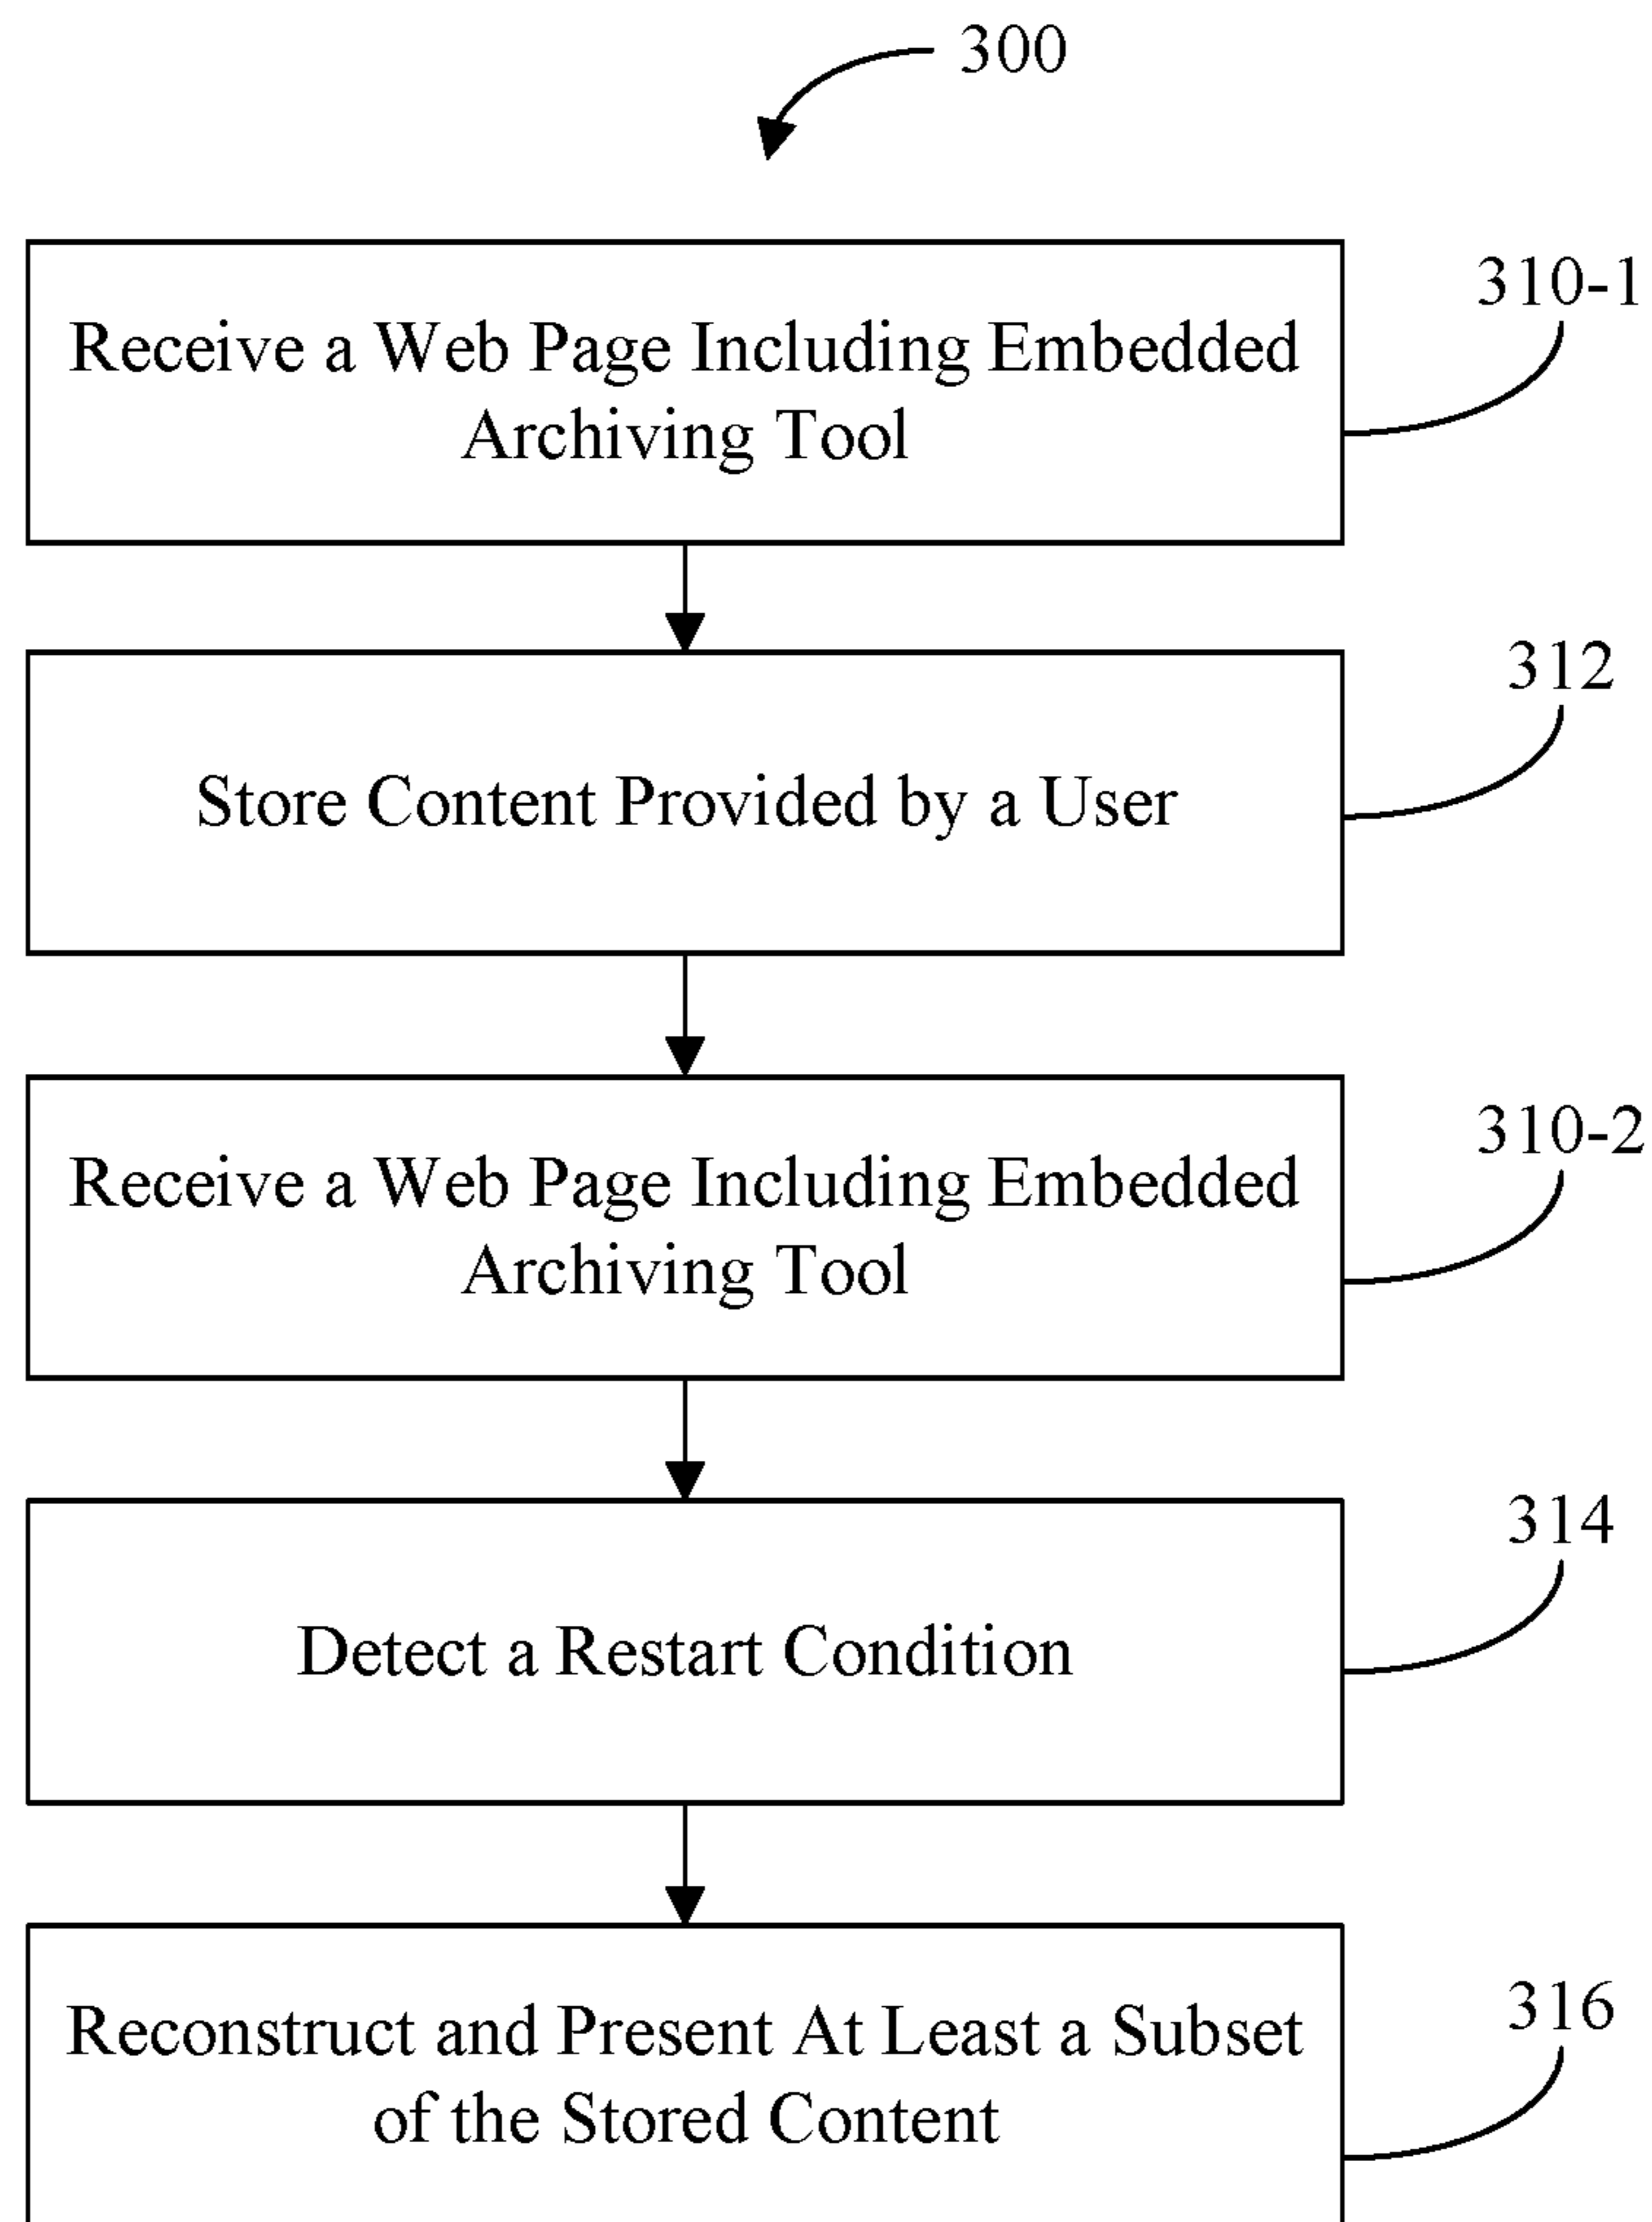 300
310-1
Receive a Web Page Including Embedded
Archiving Tool
312
Store Content Provided by a User
310-2
Receive a Web Page Including Embedded
Archiving Tool
314
Detect a Restart Condition
316
Reconstruct and Present At Least a Subset
of the Stored Content